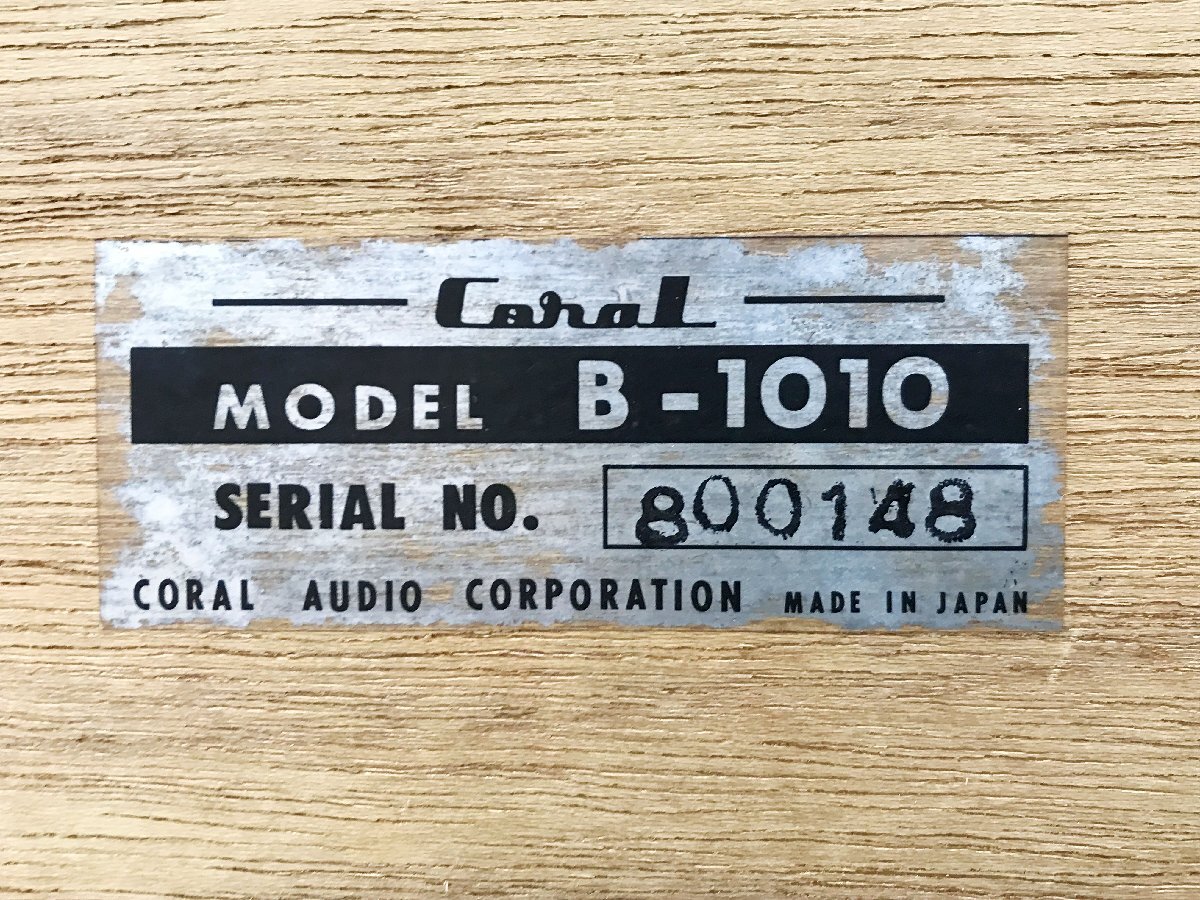 Coral
MODEL B-1010
SERIAL NO. 800148
CORAL AUDIO CORPORATION MADE IN JAPAN